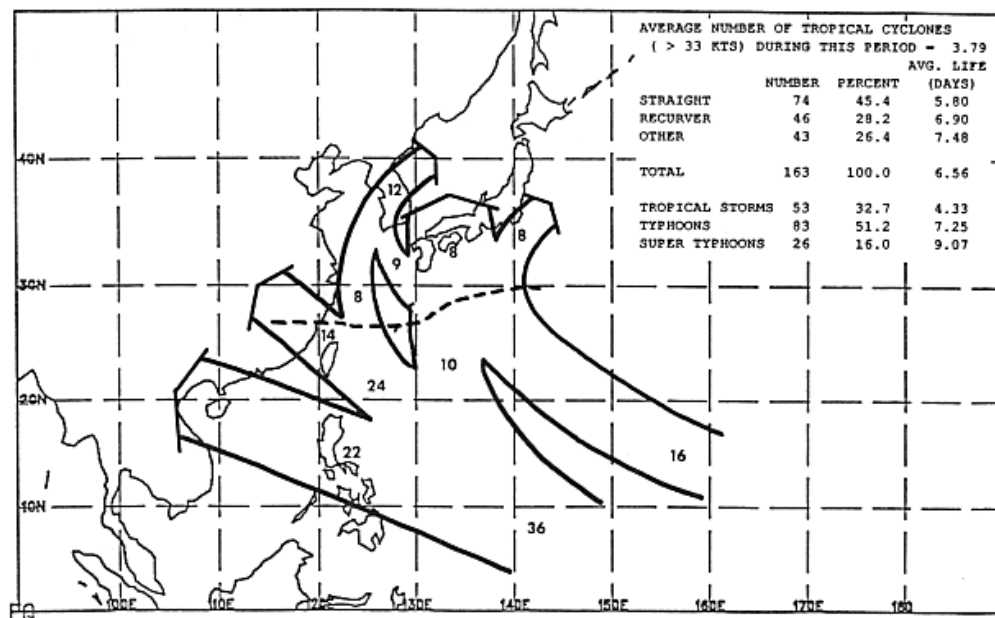 AVERAGE NUMBER OF TROPICAL CYCLONES
( > 33 KTS) DURING THIS PERIOD = 3.79
AVG. LIFE
NUMBER PERCENT (DAYS)
STRAIGHT 74 45.4 5.80
RECURVER 46 28.2 6.90
OTHER 43 26.4 7.48
TOTAL 163 100.0 6.56
TROPICAL STORMS 53 32.7 4.33
TYPHOONS 83 51.2 7.25
SUPER TYPHOONS 26 16.0 9.07
40N
12
8
9
8
30N
8
14
10
24
20N
22
16
10N
36
100E 110E 120E 130E 140E 150E 160E 170E 180